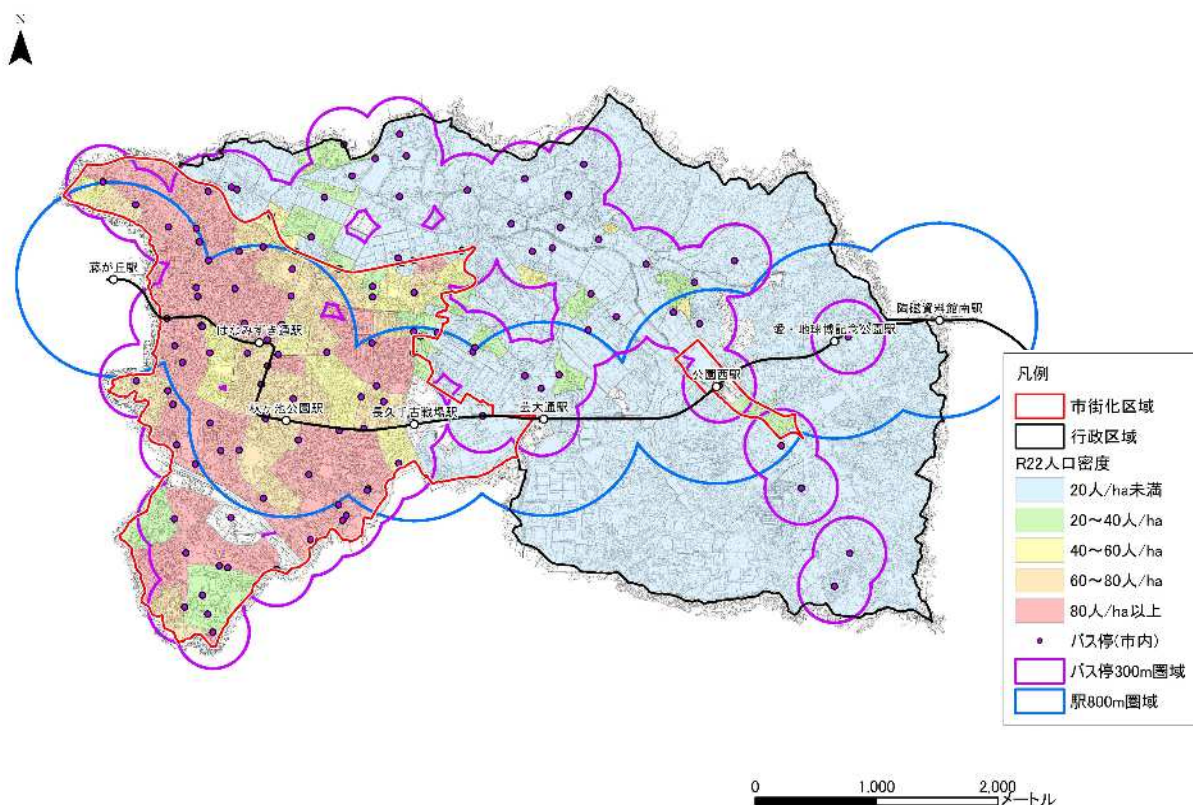 N
藤が丘駅
はなみずき通駅
杁ヶ池公園駅
長久手古戦場駅
芸大通駅
公園西駅
愛・地球博記念公園駅
陶磁資料館南駅
凡例
市街化区域
行政区域
R22人口密度
20人/ha未満
20～40人/ha
40～60人/ha
60～80人/ha
80人/ha以上
バス停(市内)
バス停300m圏域
駅800m圏域
0 1,000 2,000
メートル